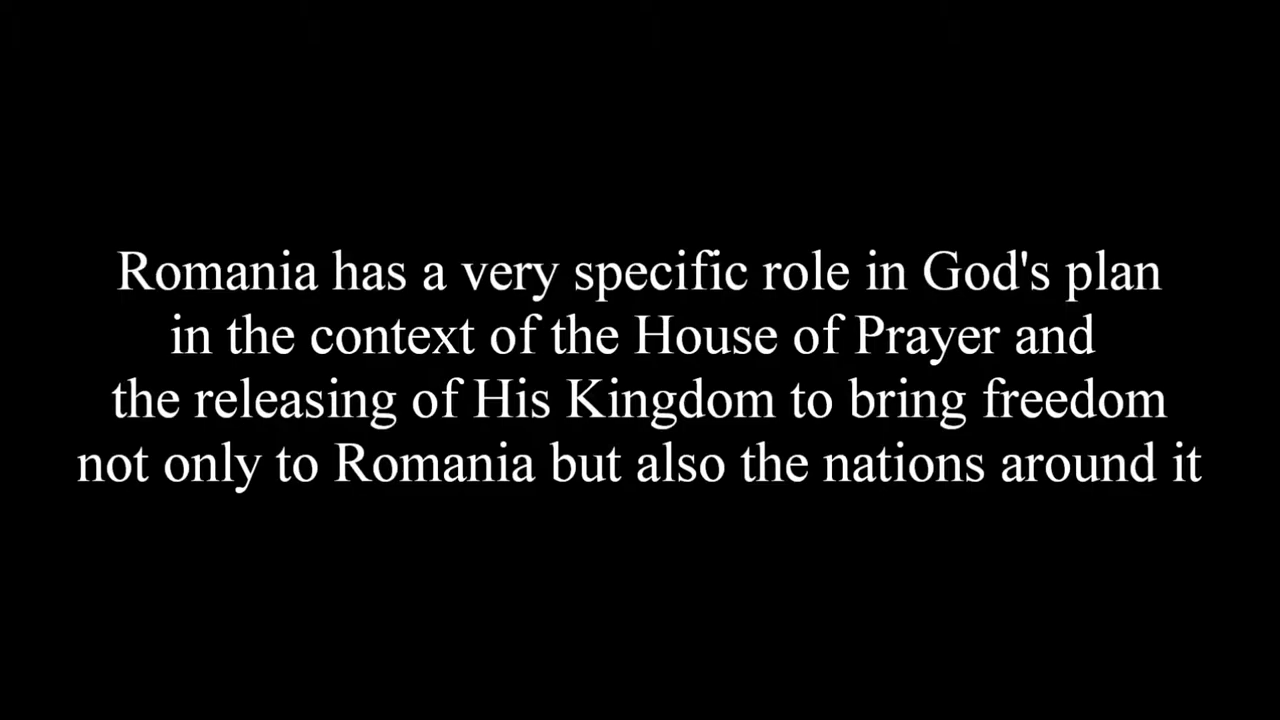 Romania has a very specific role in God's plan
in the context of the House of Prayer and
the releasing of His Kingdom to bring freedom
not only to Romania but also the nations around it